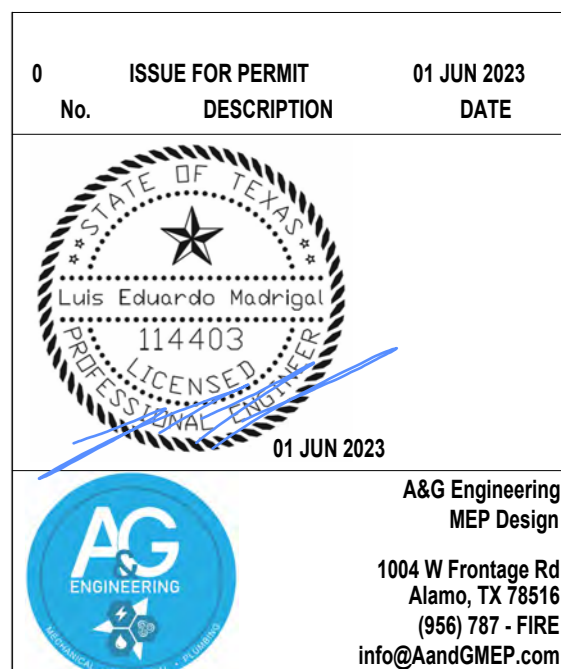 0 ISSUE FOR PERMIT 01 JUN 2023
No. DESCRIPTION DATE
STATE OF TEXAS
Luis Eduardo Madrigal
114403
LICENSED
PROFESSIONAL ENGINEER
01 JUN 2023
A&G
ENGINEERING
MECHANICAL
• PLUMBING
A&G Engineering
MEP Design
1004 W Frontage Rd
Alamo, TX 78516
(956) 787 - FIRE
info@AandGMEP.com